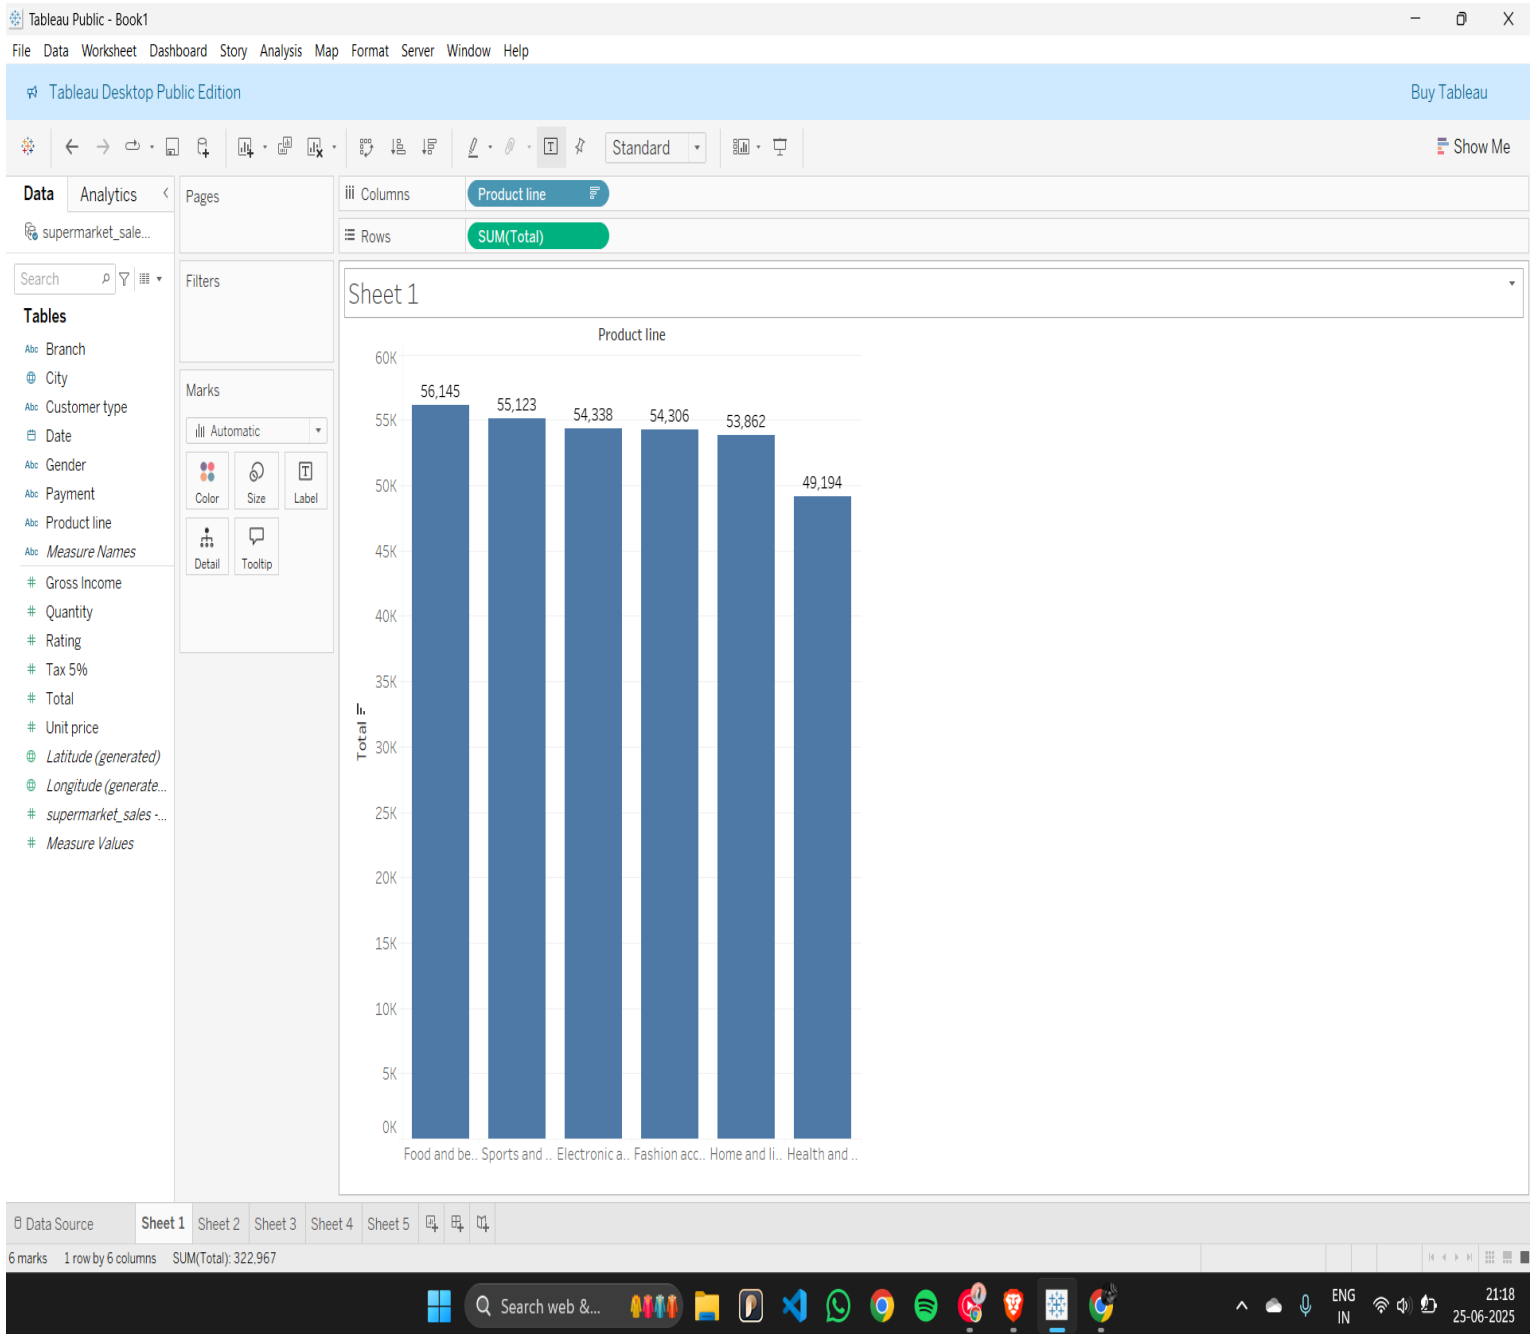 Tableau Public - Book1
File Data Worksheet Dashboard Story Analysis Map Format Server Window Help
Tableau Desktop Public Edition
Buy Tableau
Standard
Show Me
Data Analytics
supermarket_sale...
Search
Tables
Abc Branch
City
Abc Customer type
Date
Abc Gender
Abc Payment
Abc Product line
Abc Measure Names
# Gross Income
# Quantity
# Rating
# Tax 5%
# Total
# Unit price
Latitude (generated)
Longitude (generate...
# supermarket_sales -...
# Measure Values
Pages
Filters
Marks
Automatic
Color Size Label
Detail Tooltip
Columns Product line
Rows SUM(Total)
Sheet 1
Product line
60K
55K
50K
45K
40K
35K
30K
25K
20K
15K
10K
5K
0K
Total
56,145
55,123
54,338
54,306
53,862
49,194
Food and be.. Sports and .. Electronic a.. Fashion acc.. Home and li.. Health and ..
Data Source Sheet 1 Sheet 2 Sheet 3 Sheet 4 Sheet 5
6 marks 1 row by 6 columns SUM(Total): 322,967
Search web &...
ENG
IN
21:18
25-06-2025